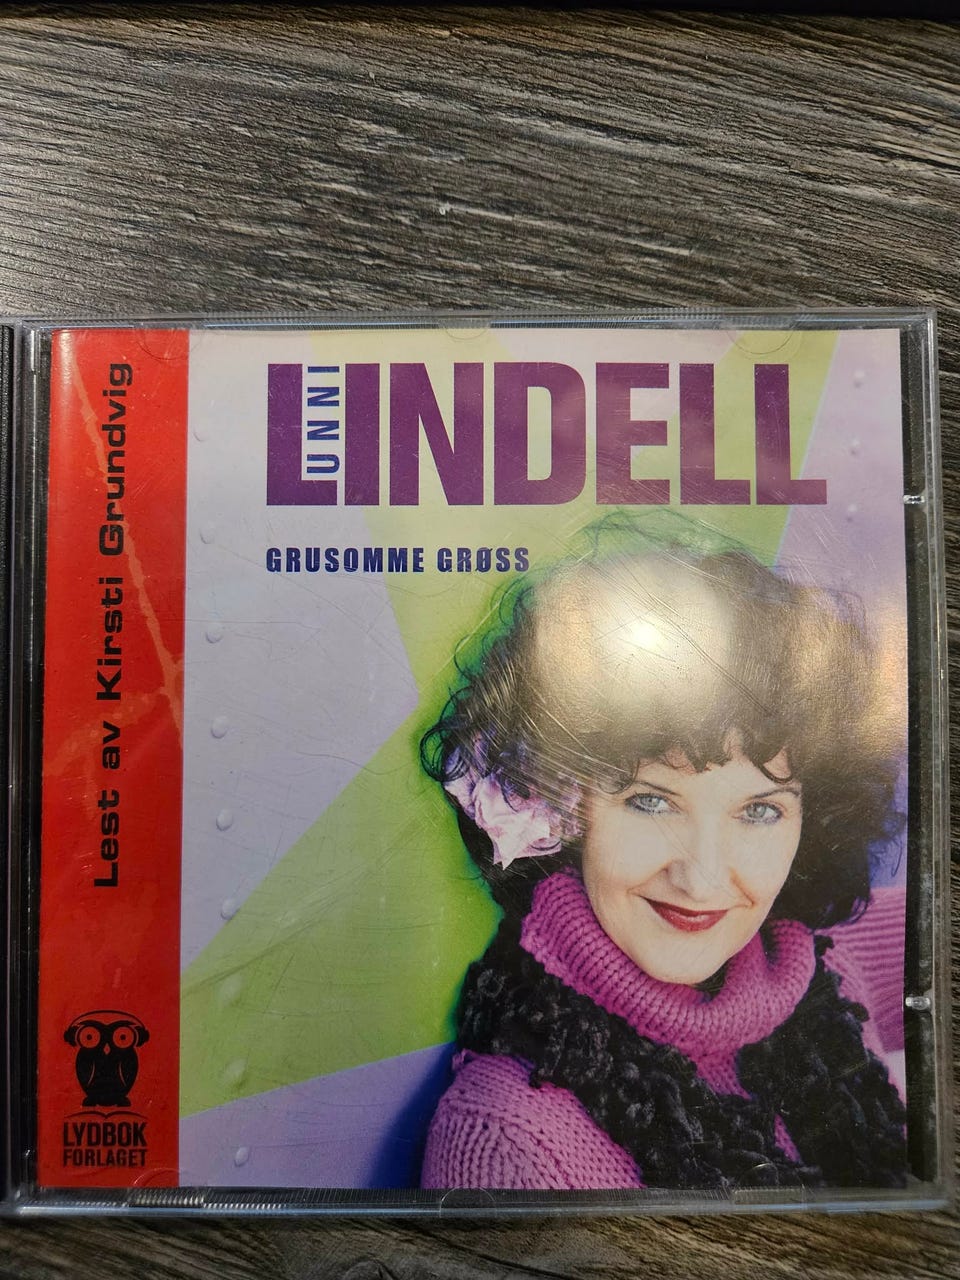 UNNI
LINDELL
GRUSOMME GRØSS
Lest av Kirsti Grundvig
LYDBOK
FORLAGET